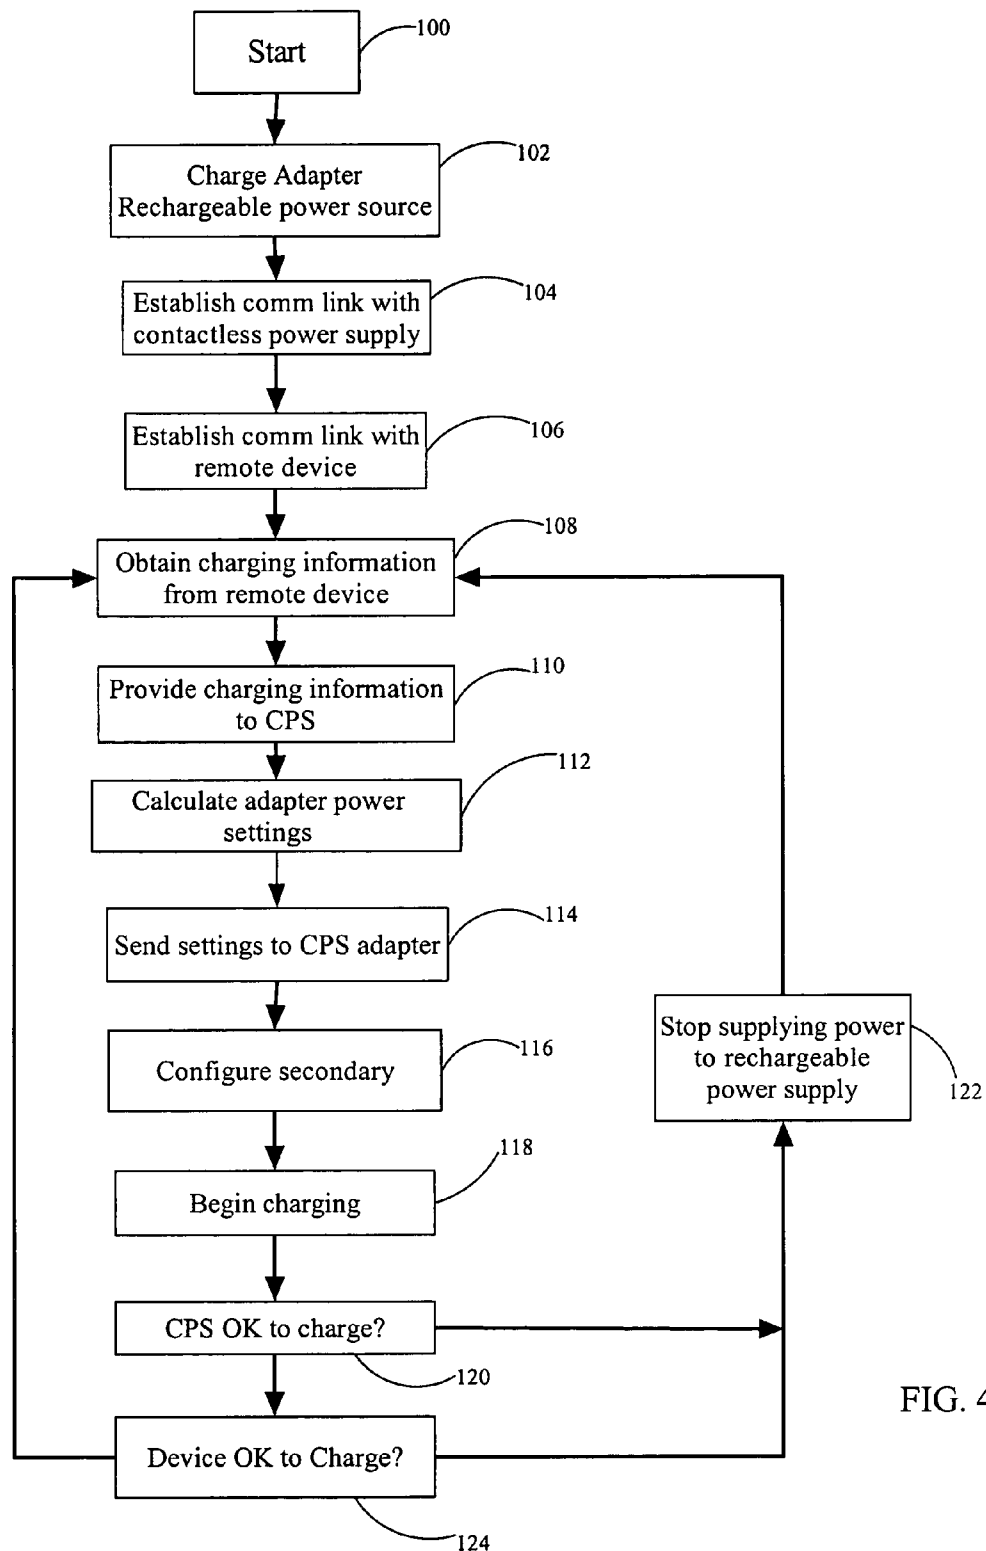 Start
100
Charge Adapter
Rechargeable power source
102
Establish comm link with
contactless power supply
104
Establish comm link with
remote device
106
Obtain charging information
from remote device
108
Provide charging information
to CPS
110
Calculate adapter power
settings
112
Send settings to CPS adapter
114
Configure secondary
116
Stop supplying power
to rechargeable
power supply
122
Begin charging
118
CPS OK to charge?
120
Device OK to Charge?
124
FIG. 4